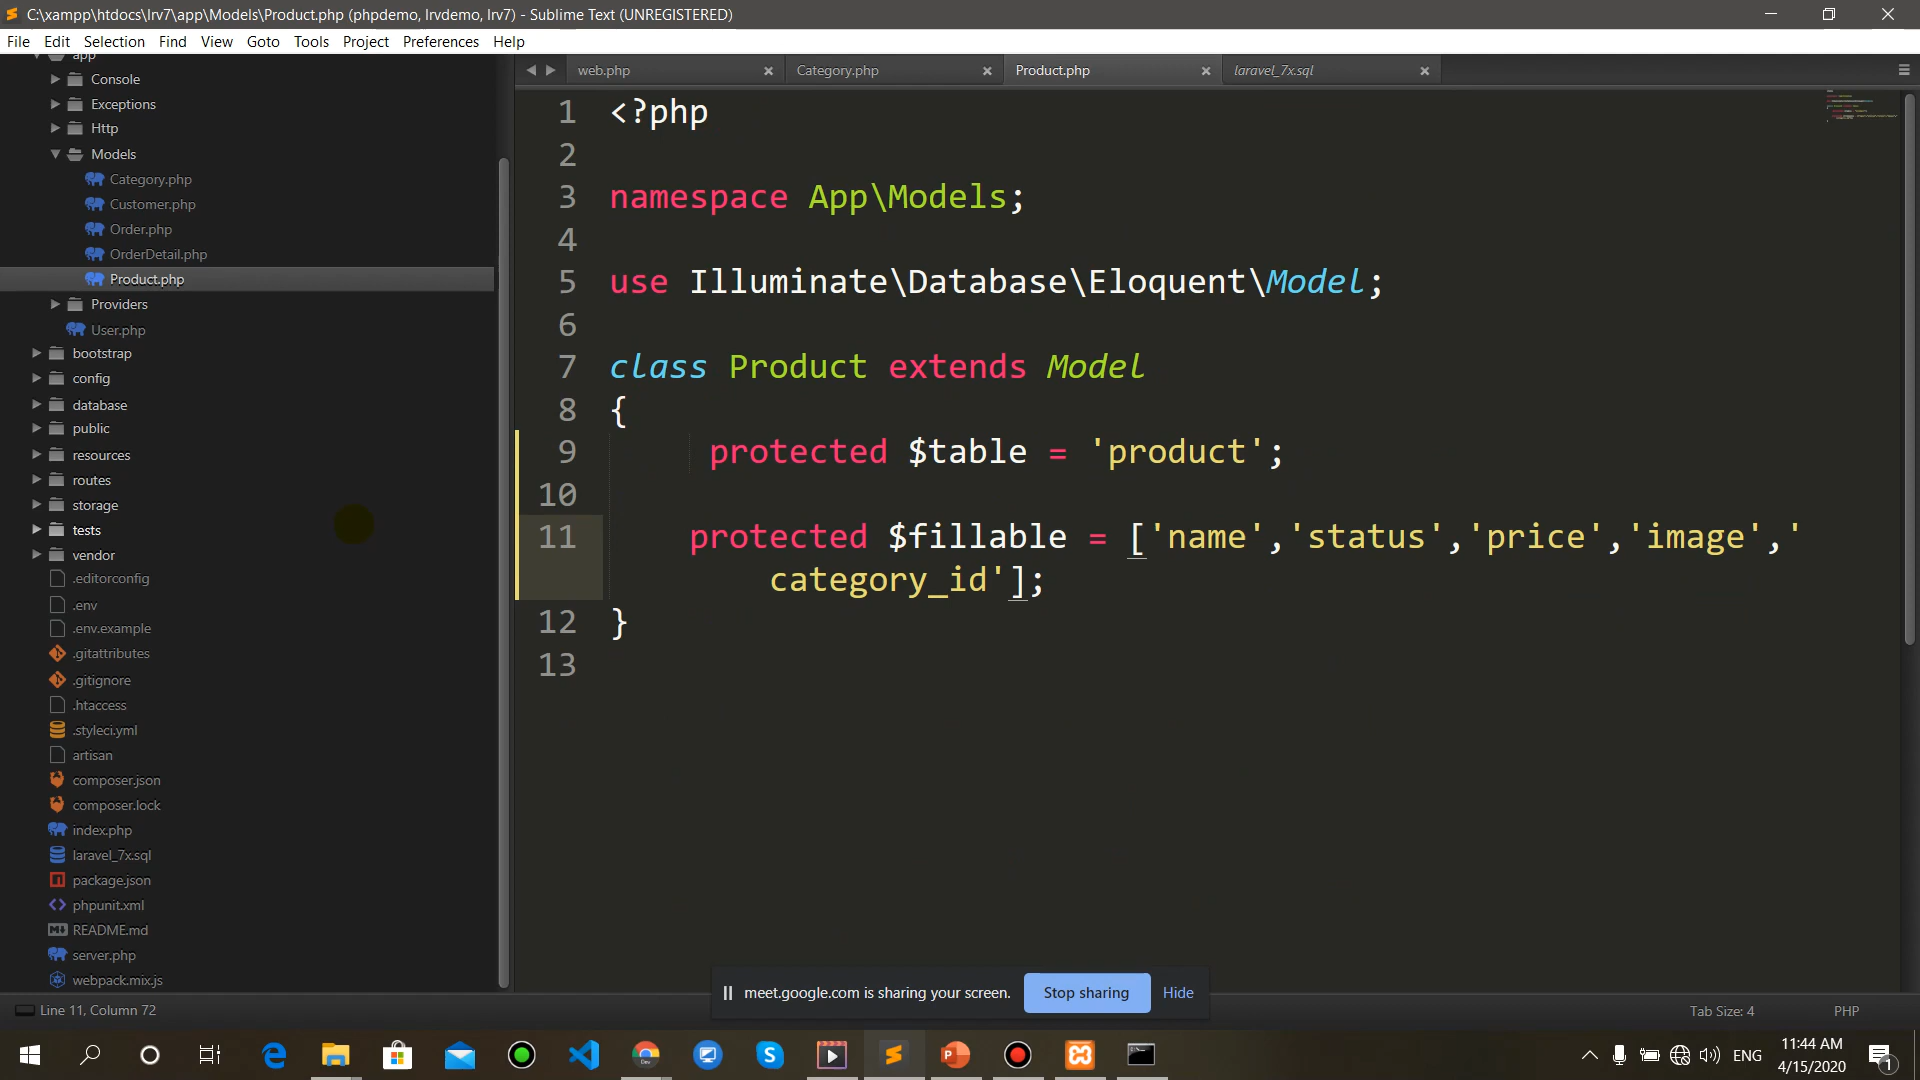 C:\xampp\htdocs\lrv7\app\Models\Product.php (phpdemo, lrvdemo, lrv7) - Sublime Text (UNREGISTERED)
File Edit Selection Find View Goto Tools Project Preferences Help
web.php
Category.php
Product.php
laravel_7x.sql
app
Console
Exceptions
Http
Models
Category.php
Customer.php
Order.php
OrderDetail.php
Product.php
Providers
User.php
bootstrap
config
database
public
resources
routes
storage
tests
vendor
.editorconfig
.env
.env.example
.gitattributes
.gitignore
.htaccess
.styleci.yml
artisan
composer.json
composer.lock
index.php
laravel_7x.sql
package.json
phpunit.xml
README.md
server.php
webpack.mix.js
1 <?php
2
3 namespace App\Models;
4
5 use Illuminate\Database\Eloquent\Model;
6
7 class Product extends Model
8 {
9 protected $table = 'product';
10
11 protected $fillable = ['name','status','price','image','
category_id'];
12 }
13
meet.google.com is sharing your screen. Stop sharing Hide
Line 11, Column 72
Tab Size: 4
PHP
ENG
11:44 AM
4/15/2020
1